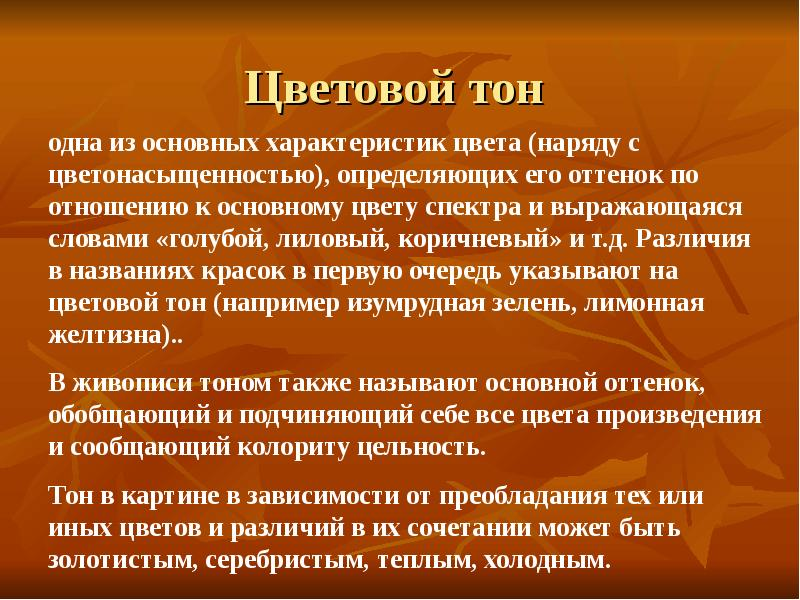 Цветовой тон
одна из основных характеристик цвета (наряду с
цветонасыщенностью), определяющих его оттенок по
отношению к основному цвету спектра и выражающаяся
словами «голубой, лиловый, коричневый» и т.д. Различия
в названиях красок в первую очередь указывают на
цветовой тон (например изумрудная зелень, лимонная
желтизна)..
В живописи тоном также называют основной оттенок,
обобщающий и подчиняющий себе все цвета произведения
и сообщающий колориту цельность.
Тон в картине в зависимости от преобладания тех или
иных цветов и различий в их сочетании может быть
золотистым, серебристым, теплым, холодным.